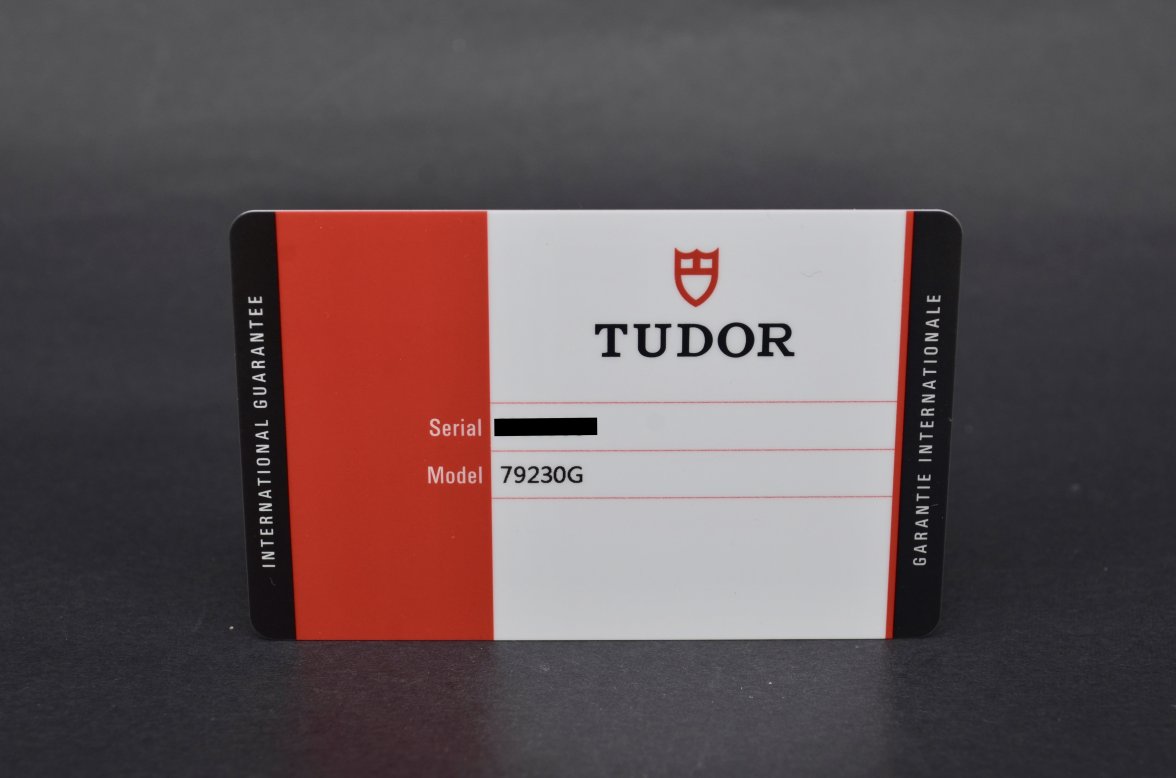 INTERNATIONAL GUARANTEE
TUDOR
Serial
Model 79230G
GARANTIE INTERNATIONALE